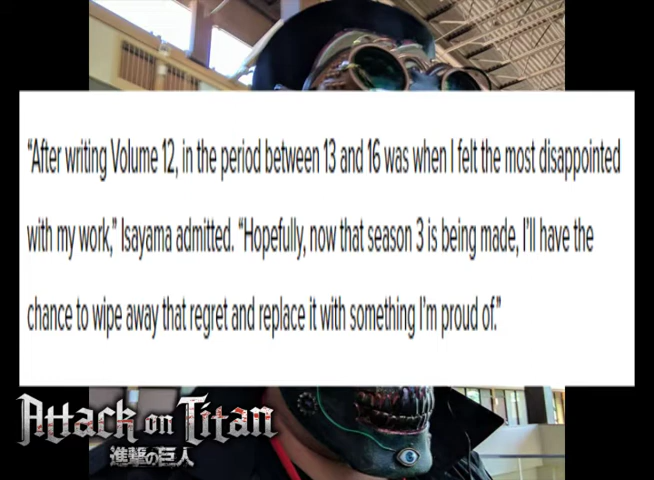 “After writing Volume 12, in the period between 13 and 16 was when I felt the most disappointed
with my work,” Isayama admitted. “Hopefully, now that season 3 is being made, I’ll have the
chance to wipe away that regret and replace it with something I’m proud of.”
Attack on Titan
進撃の巨人